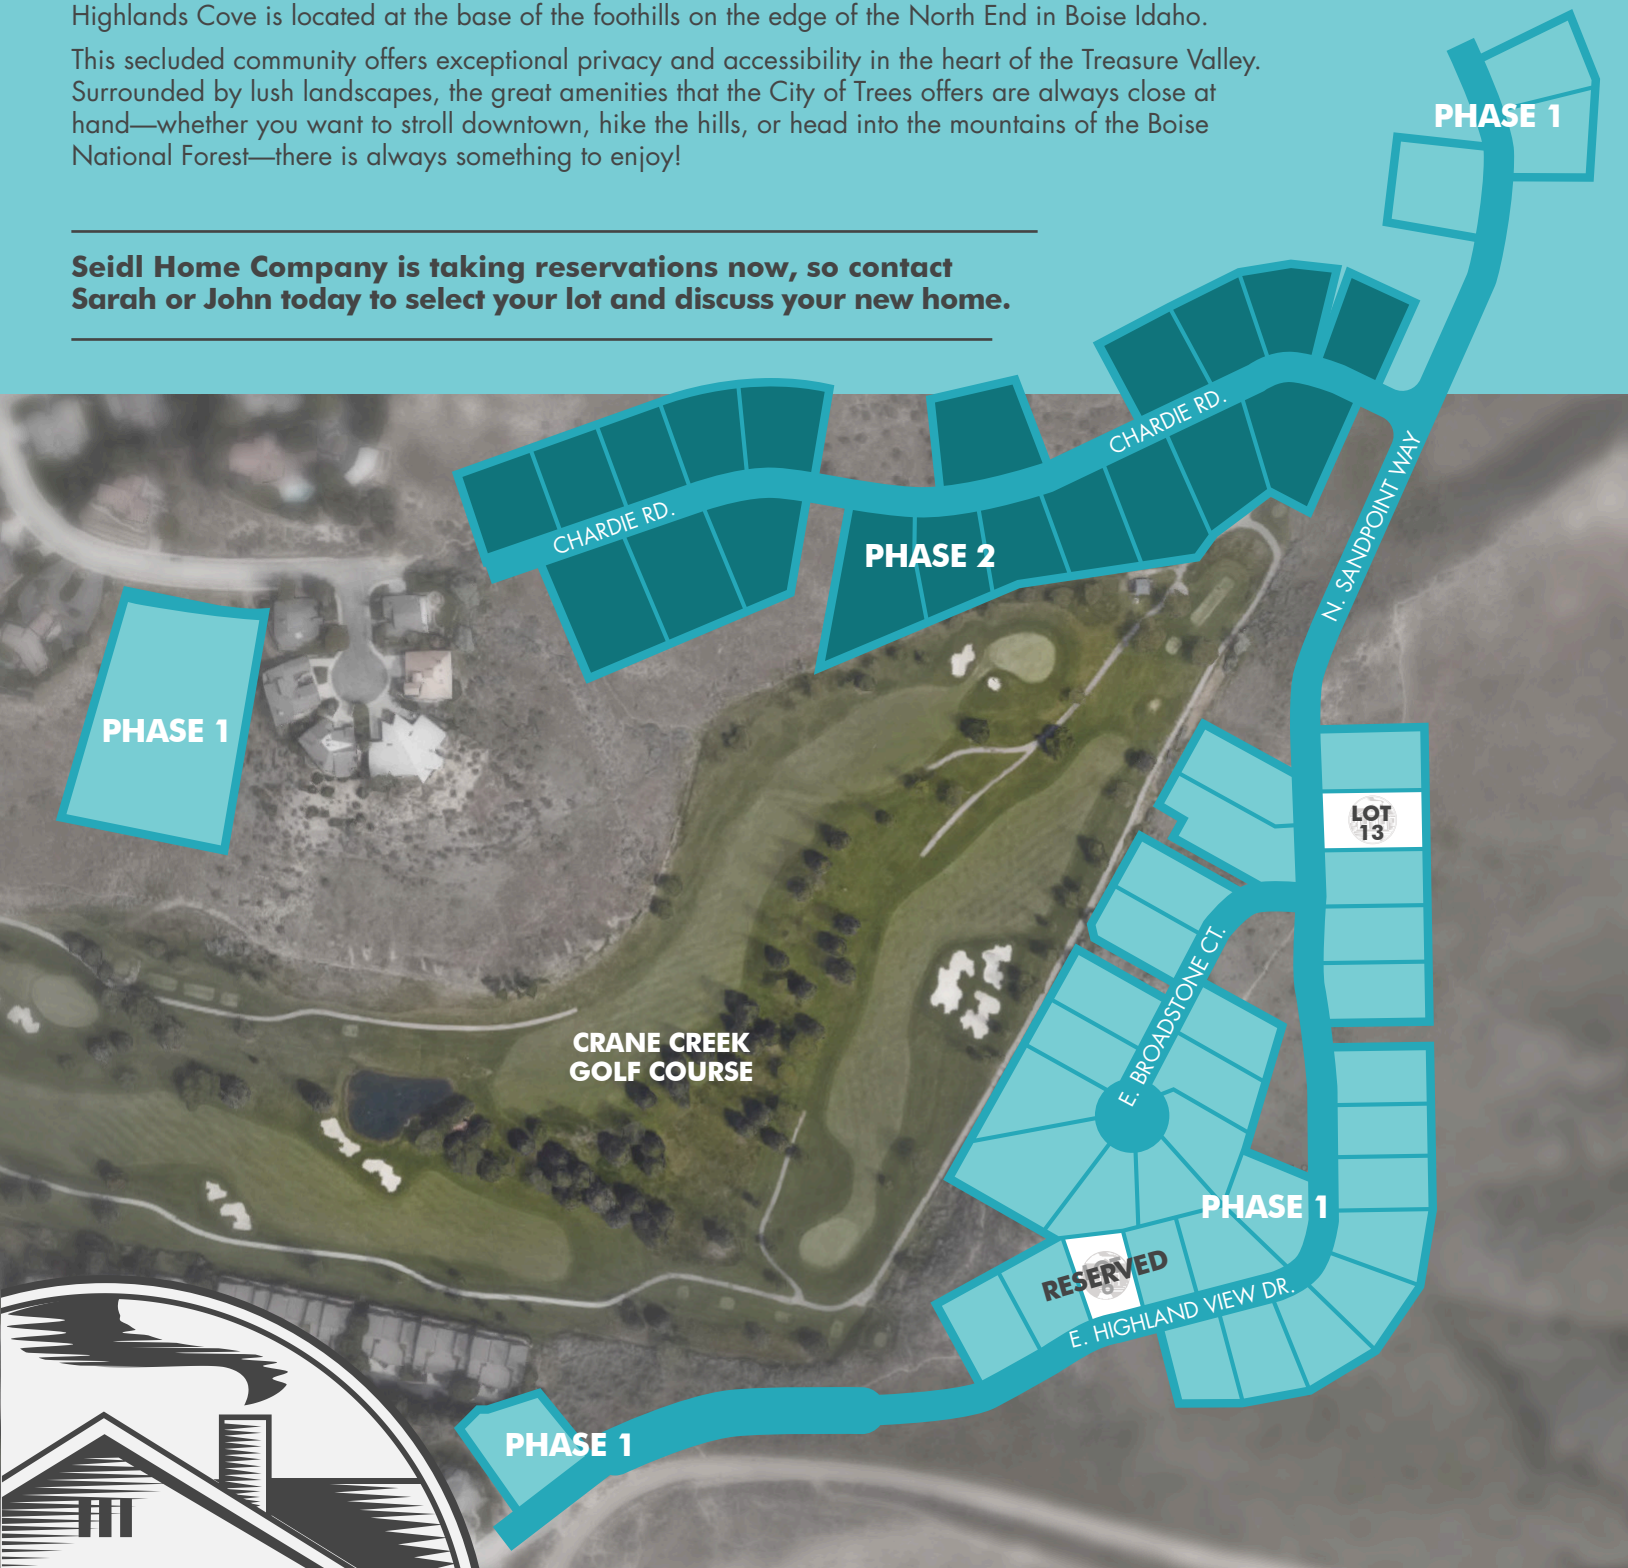 Highlands Cove is located at the base of the foothills on the edge of the North End in Boise Idaho.
This secluded community offers exceptional privacy and accessibility in the heart of the Treasure Valley.
Surrounded by lush landscapes, the great amenities that the City of Trees offers are always close at
hand—whether you want to stroll downtown, hike the hills, or head into the mountains of the Boise
National Forest—there is always something to enjoy!
Seidl Home Company is taking reservations now, so contact
Sarah or John today to select your lot and discuss your new home.
PHASE 1
CHARDIE RD.
CHARDIE RD.
N. SANDPOINT WAY
PHASE 2
PHASE 1
LOT
13
E. BROADSTONE CT.
CRANE CREEK
GOLF COURSE
PHASE 1
RESERVED
E. HIGHLAND VIEW DR.
PHASE 1